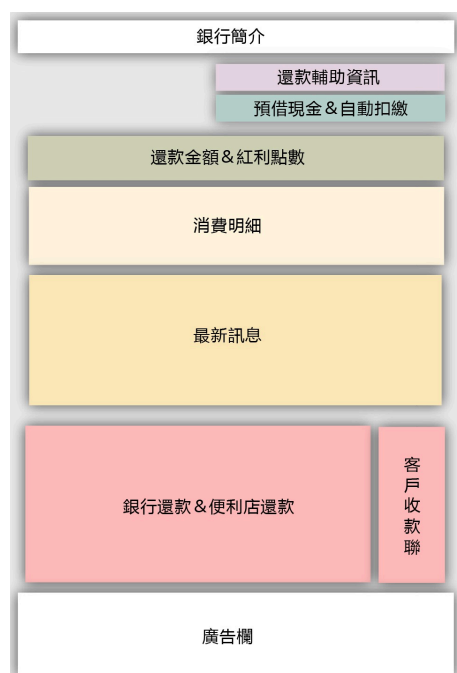 銀行簡介
還款輔助資訊
預借現金＆自動扣繳
還款金額＆紅利點數
消費明細
最新訊息
銀行還款＆便利店還款
客戶收款聯
廣告欄